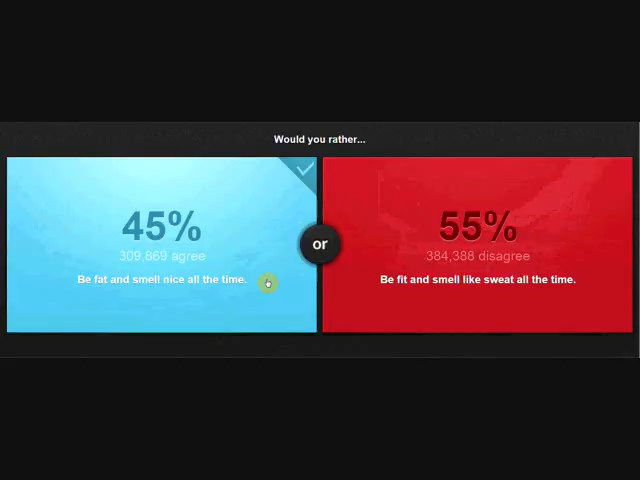 Would you rather...
45%
309,869 agree
Be fat and smell nice all the time.
or
55%
384,388 disagree
Be fit and smell like sweat all the time.